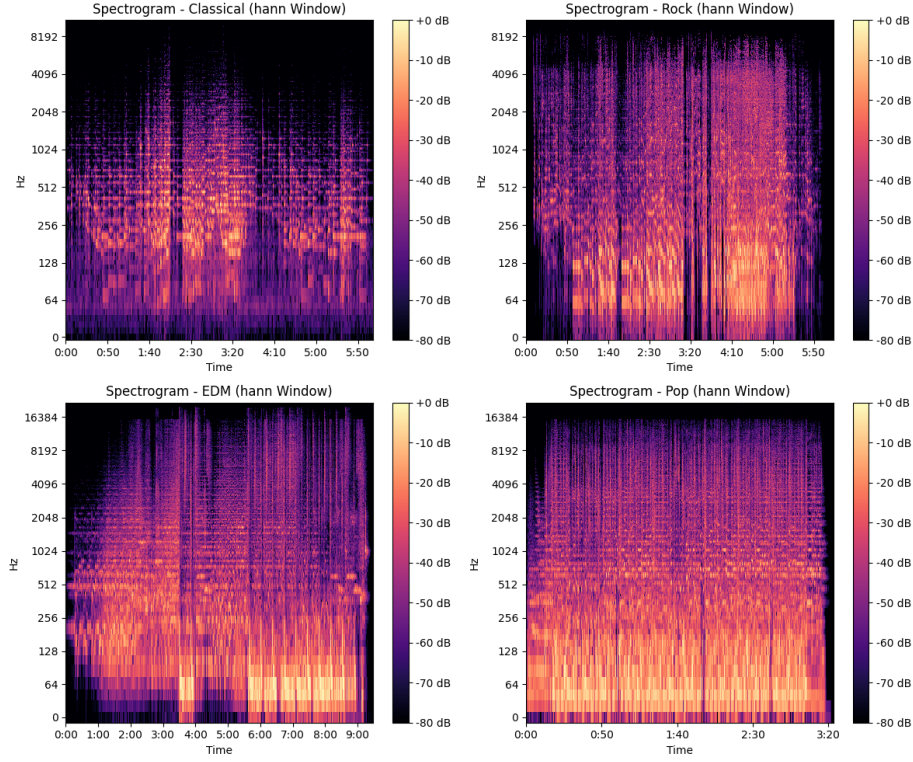 Spectrogram - Classical (hann Window)
8192
4096
2048
1024
512
256
128
64
0
Hz
0:00 0:50 1:40 2:30 3:20 4:10 5:00 5:50
Time
+0 dB
-10 dB
-20 dB
-30 dB
-40 dB
-50 dB
-60 dB
-70 dB
-80 dB
Spectrogram - Rock (hann Window)
8192
4096
2048
1024
512
256
128
64
0
Hz
0:00 0:50 1:40 2:30 3:20 4:10 5:00 5:50
Time
+0 dB
-10 dB
-20 dB
-30 dB
-40 dB
-50 dB
-60 dB
-70 dB
-80 dB
Spectrogram - EDM (hann Window)
16384
8192
4096
2048
1024
512
256
128
64
0
Hz
0:00 1:00 2:00 3:00 4:00 5:00 6:00 7:00 8:00 9:00
Time
+0 dB
-10 dB
-20 dB
-30 dB
-40 dB
-50 dB
-60 dB
-70 dB
-80 dB
Spectrogram - Pop (hann Window)
16384
8192
4096
2048
1024
512
256
128
64
0
Hz
0:00 0:50 1:40 2:30 3:20
Time
+0 dB
-10 dB
-20 dB
-30 dB
-40 dB
-50 dB
-60 dB
-70 dB
-80 dB